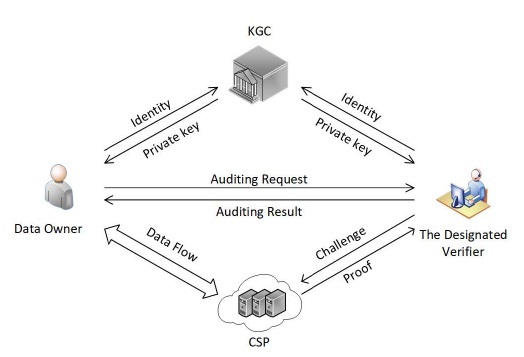 KGC
Identity
Private key
Identity
Private key
Auditing Request
Auditing Result
Data Owner
The Designated
Verifier
Data Flow
Challenge
Proof
CSP